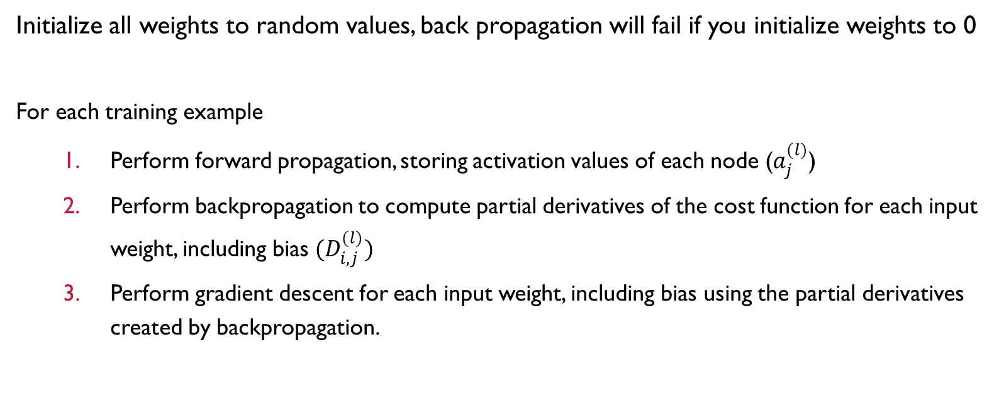 Initialize all weights to random values, back propagation will fail if you initialize weights to 0
For each training example
1. Perform forward propagation, storing activation values of each node ($a_j^{(l)}$)
2. Perform backpropagation to compute partial derivatives of the cost function for each input
weight, including bias ($D_{i,j}^{(l)}$)
3. Perform gradient descent for each input weight, including bias using the partial derivatives
created by backpropagation.